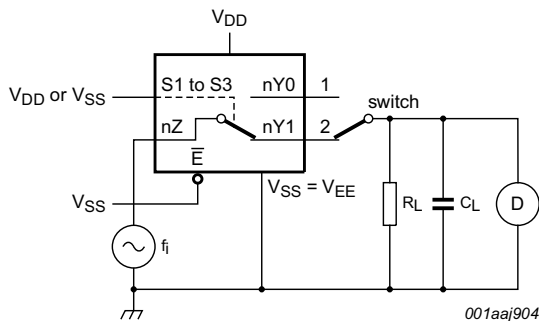 VDD
S1 to S3
nY0
1
VDD or VSS
switch
nZ
nY1
2
E
VSS = VEE
VSS
RL
CL
D
fi
001aaj904